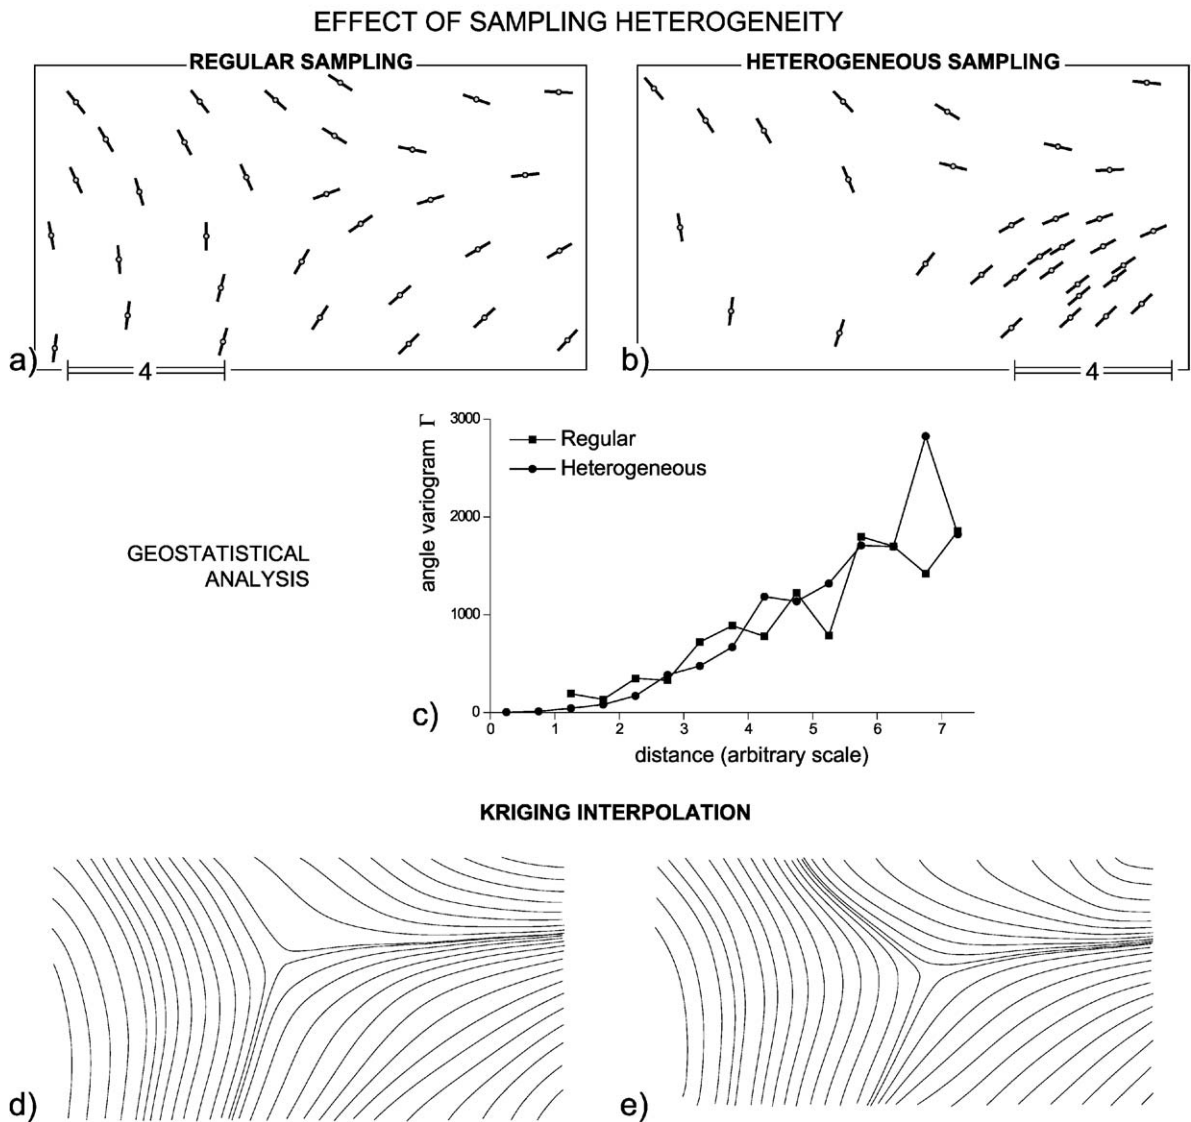 EFFECT OF SAMPLING HETEROGENEITY
REGULAR SAMPLING
HETEROGENEOUS SAMPLING
a)
4
b)
4
3000
2000
1000
0
angle variogram Γ
Regular
Heterogeneous
GEOSTATISTICAL
ANALYSIS
c)
0 1 2 3 4 5 6 7
distance (arbitrary scale)
KRIGING INTERPOLATION
d)
e)